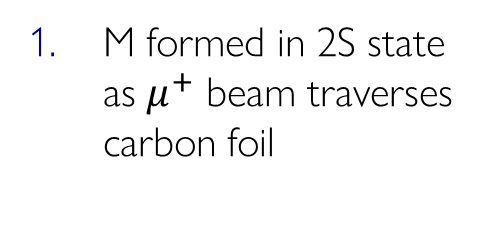 1. M formed in 2S state
as μ⁺ beam traverses
carbon foil